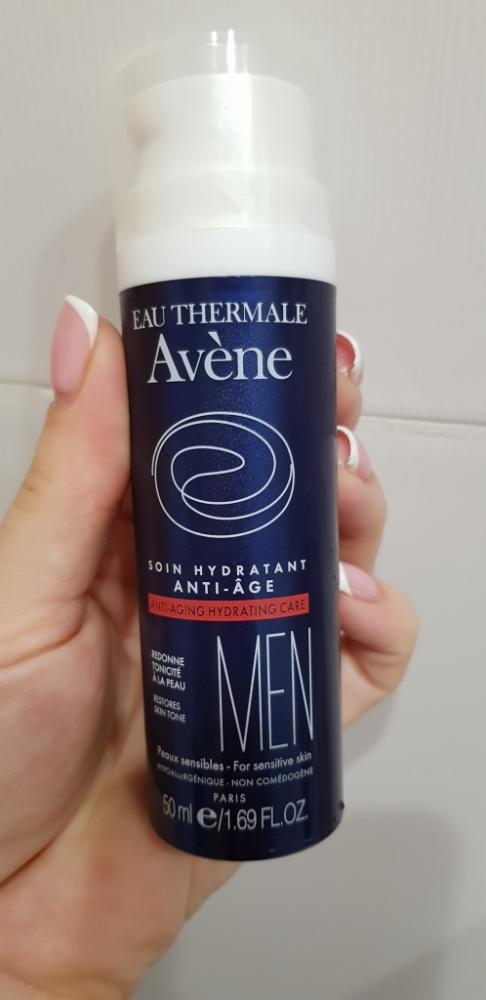 EAU THERMALE
Avène
SOIN HYDRATANT
ANTI-ÂGE
ANTI-AGING HYDRATING CARE
REDONNE
TONICITÉ
À LA PEAU
RESTORES
SKIN TONE
MEN
Peaux sensibles - For sensitive skin
HYPOALLERGÉNIQUE - NON COMÉDOGÈNE
PARIS
50 ml e/1.69 FL.OZ.